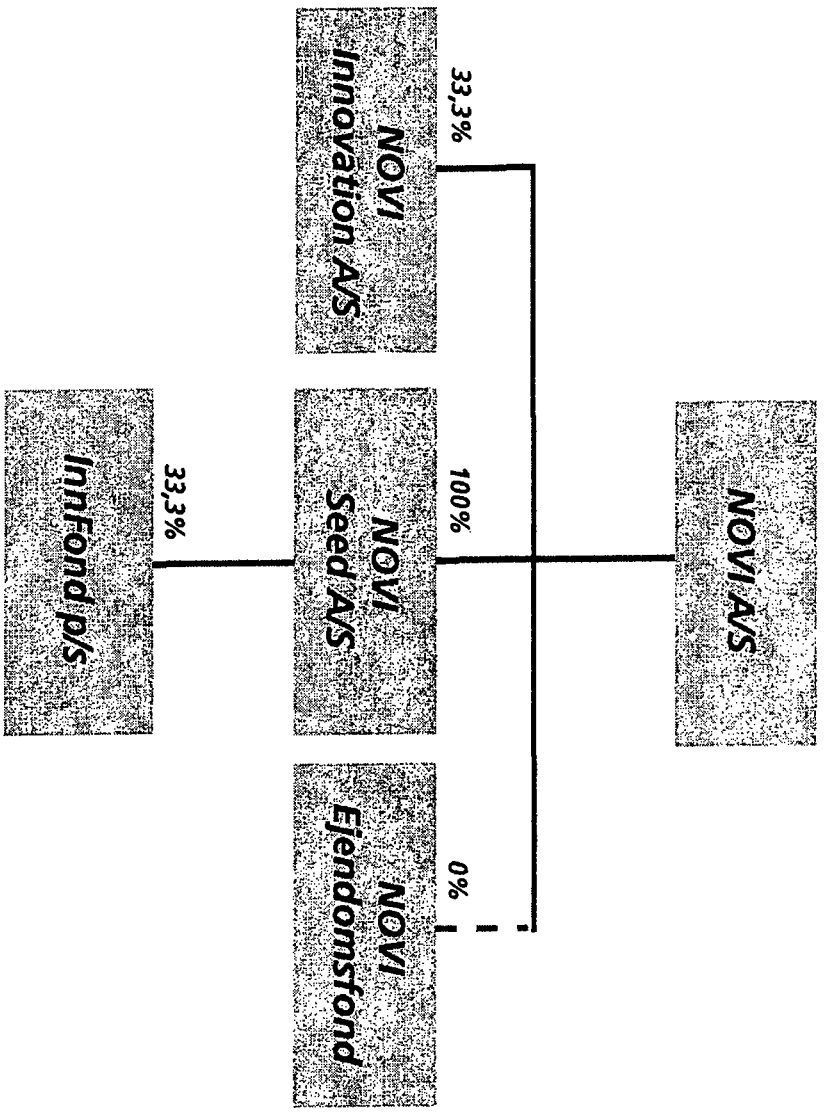 NOVI A/S
33,3%
100%
0%
NOVI
Innovation A/S
NOVI
Seed A/S
NOVI
Ejendomsfond
33,3%
InnFond p/s